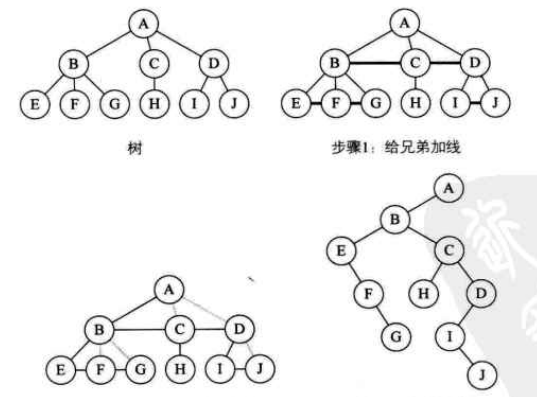 A
B C D
E F G H I J
树
A
B C D
E F G H I J
步骤1：给兄弟加线
A
B C D
E F G H I J
A
B
E C
F H D
G I
J